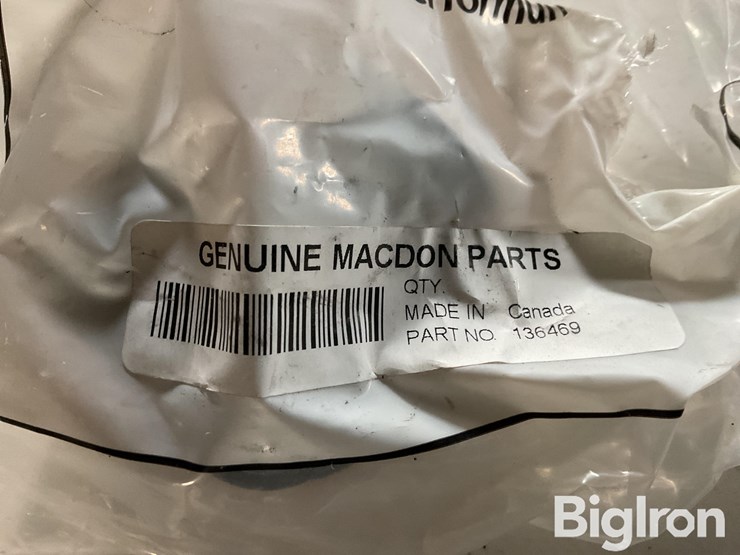 GENUINE MACDON PARTS
QTY.
MADE IN Canada
PART NO. 136469
BigIron